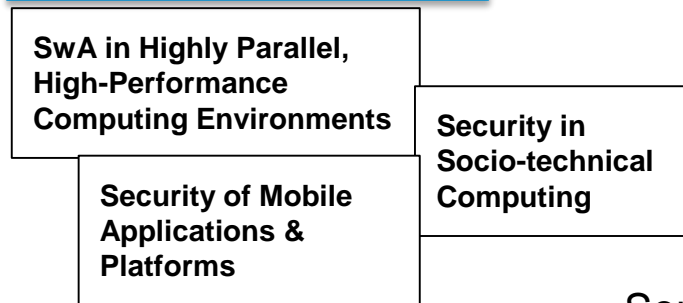 SwA in Highly Parallel,
High-Performance
Computing Environments
Security in
Socio-technical
Computing
Security of Mobile
Applications &
Platforms